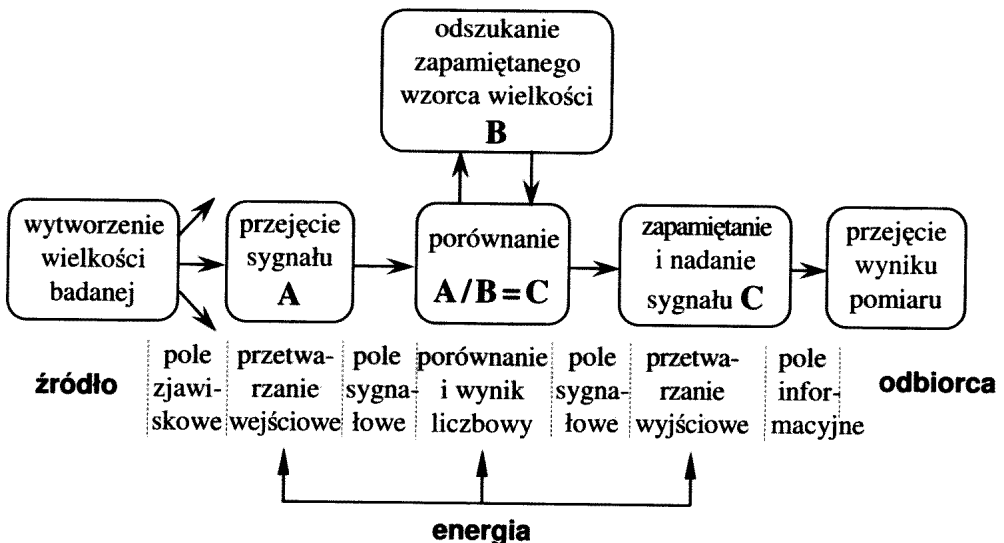 odszukanie
zapamiętanego
wzorca wielkości
B
wytworzenie
wielkości
badanej
przejęcie
sygnału
A
porównanie
A / B = C
zapamiętanie
i nadanie
sygnału C
przejęcie
wyniku
pomiaru
źródło
pole
zjawi-
skowe
przetwa-
rzanie
wejściowe
pole
sygna-
łowe
porównanie
i wynik
liczbowy
pole
sygna-
łowe
przetwa-
rzanie
wyjściowe
pole
infor-
macyjne
odbiorca
energia